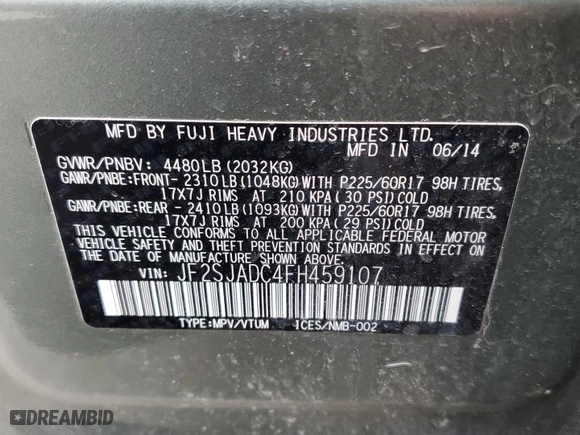 MFD BY FUJI HEAVY INDUSTRIES LTD.
MFD IN 06/14
GVWR/PNBV: 4480LB (2032KG)
GAWR/PNBE:FRONT- 2310LB (1048KG) WITH P225/60R17 98H TIRES,
17X7J RIMS AT 210 KPA ( 30 PSI ) COLD
GAWR/PNBE:REAR - 2410LB (1093KG) WITH P225/60R17 98H TIRES,
17X7J RIMS AT 200 KPA ( 29 PSI ) COLD
THIS VEHICLE CONFORMS TO ALL APPLICABLE FEDERAL MOTOR
VEHICLE SAFETY AND THEFT PREVENTION STANDARDS IN EFFECT ON
THE DATE OF MANUFACTURE SHOWN ABOVE.
VIN: JF2SJADC4FH459107
TYPE:MPV/VTUM ICES/NMB-002
DREAMBID